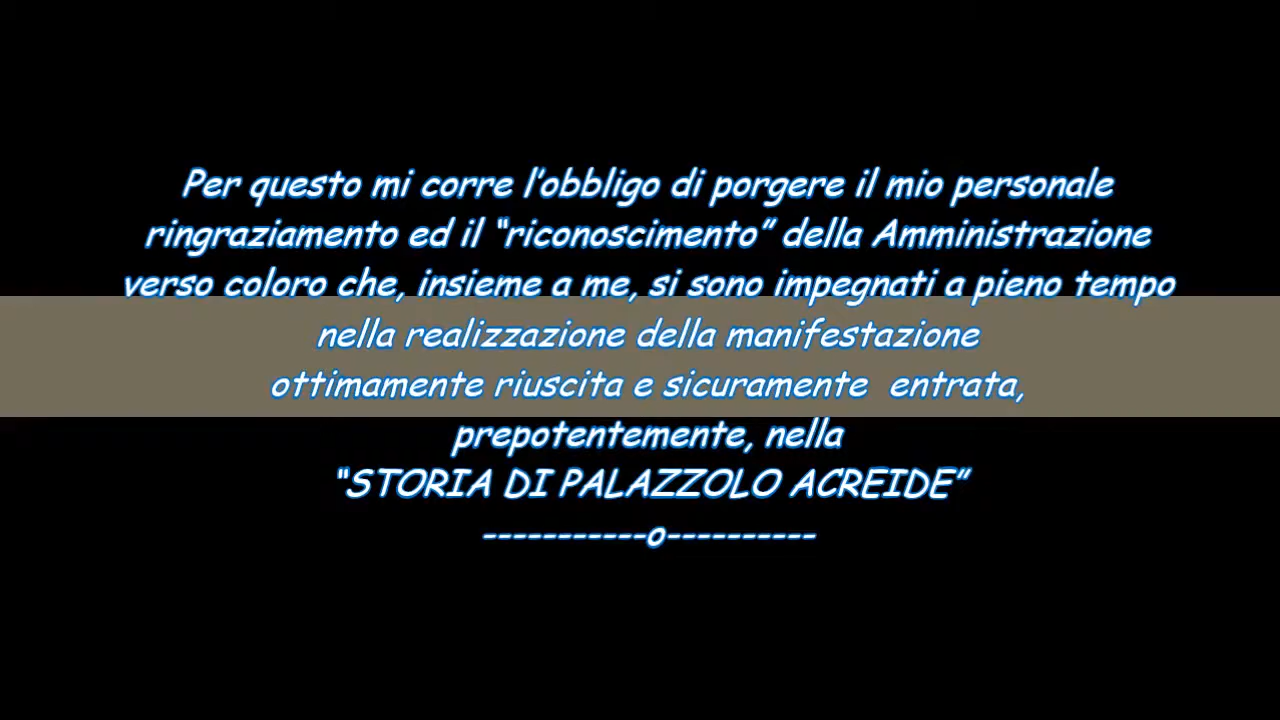 Per questo mi corre l'obbligo di porgere il mio personale
ringraziamento ed il “riconoscimento” della Amministrazione
verso coloro che, insieme a me, si sono impegnati a pieno tempo
nella realizzazione della manifestazione
ottimamente riuscita e sicuramente  entrata,
prepotentemente, nella
“STORIA DI PALAZZOLO ACREIDE”
-----------o----------